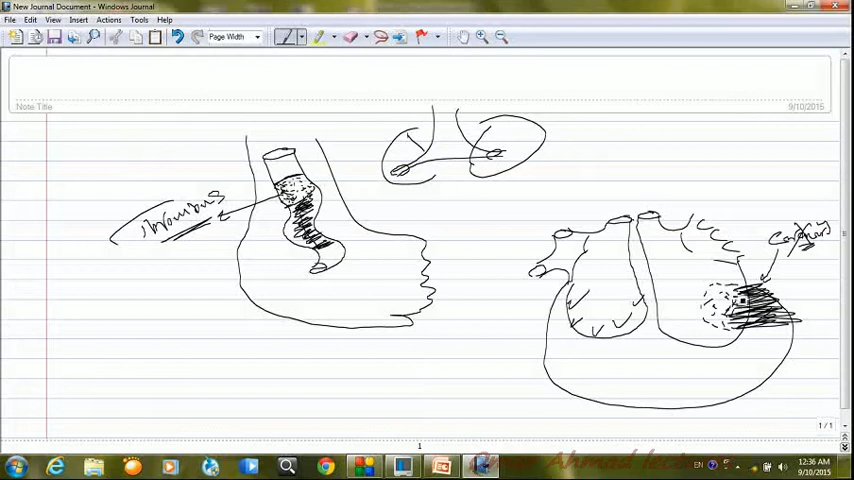 New Journal Document - Windows Journal
File Edit View Insert Actions Tools Help
Page Width
Note Title
9/10/2015
Thrombus
1/1
1
EN
12:36 AM
9/10/2015